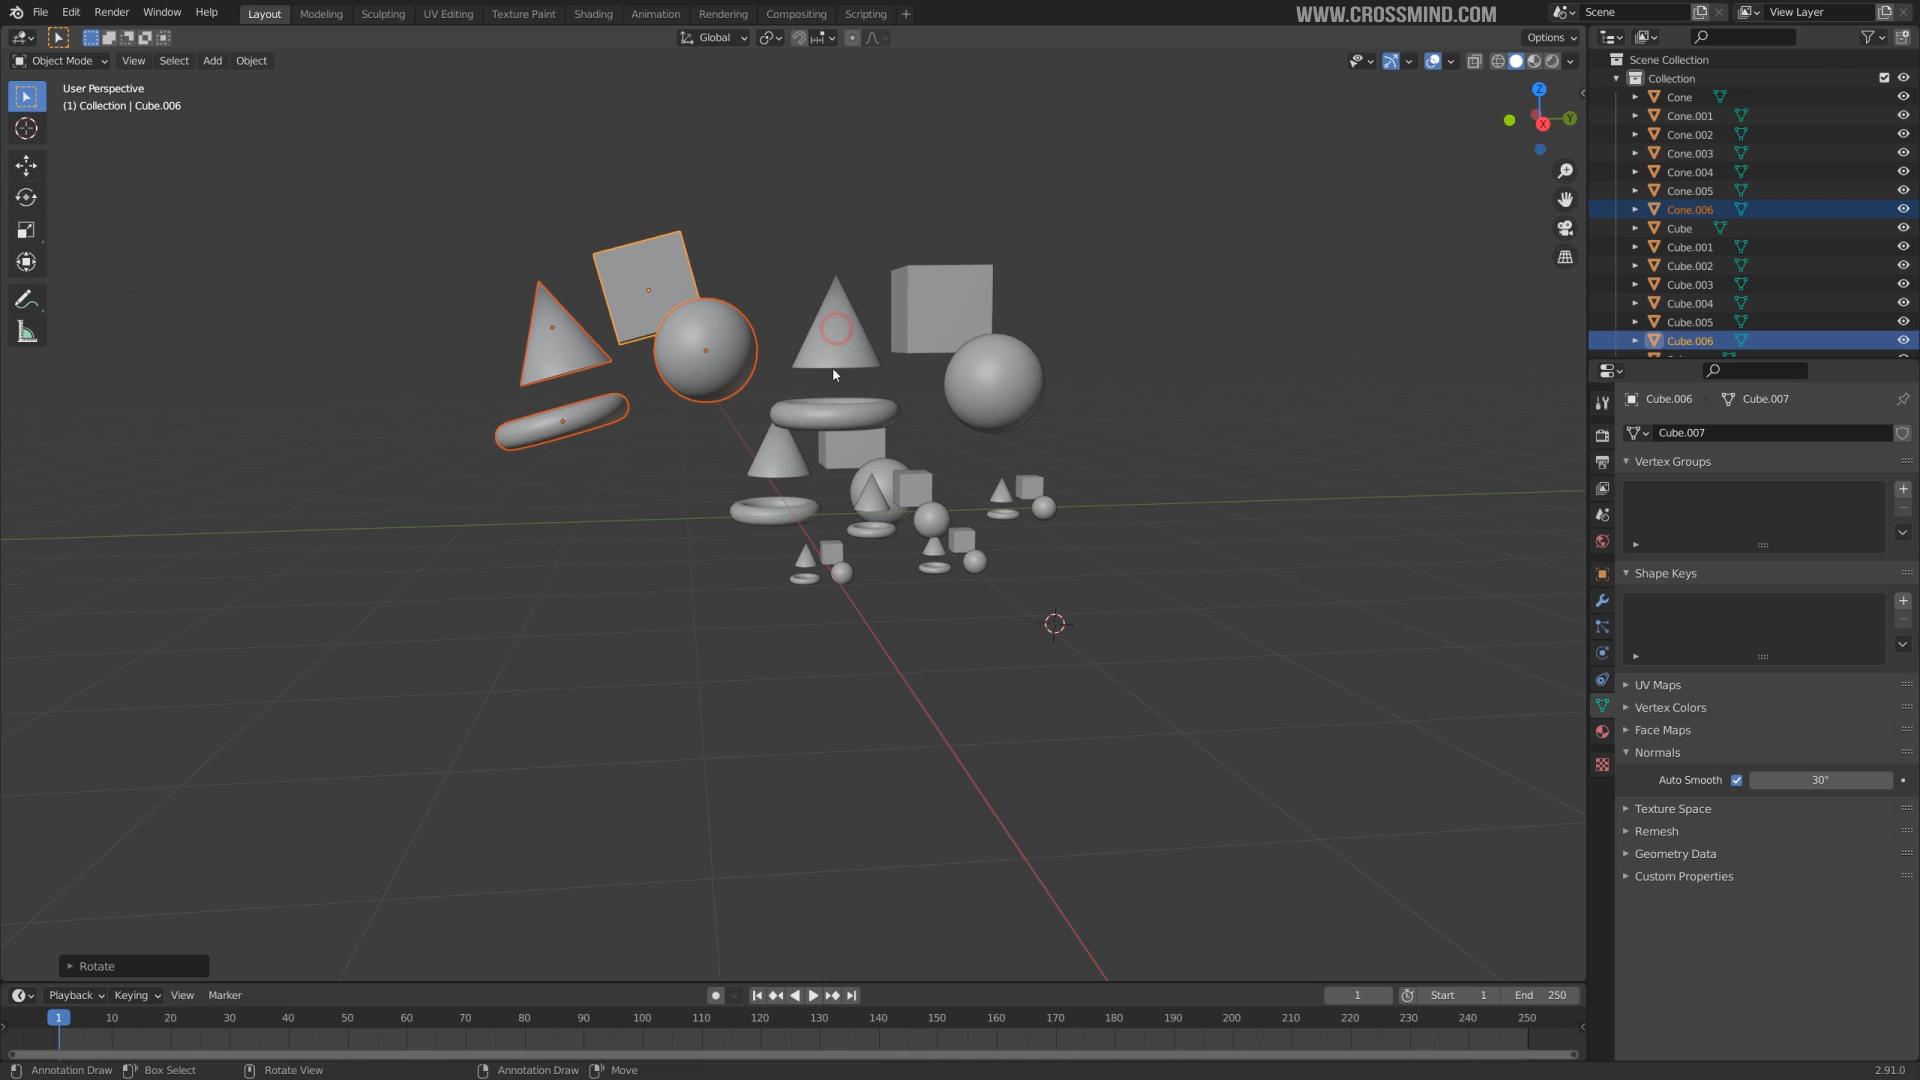 File Edit Render Window Help Layout Modeling Sculpting UV Editing Texture Paint Shading Animation Rendering Compositing Scripting + WWW.CROSSMIND.COM Scene View Layer
Global Options
Object Mode View Select Add Object
User Perspective
(1) Collection | Cube.006
Z
Y
X
Scene Collection
Collection
Cone
Cone.001
Cone.002
Cone.003
Cone.004
Cone.005
Cone.006
Cube
Cube.001
Cube.002
Cube.003
Cube.004
Cube.005
Cube.006
Cube.006 Cube.007
Cube.007
Vertex Groups
Shape Keys
UV Maps
Vertex Colors
Face Maps
Normals
Auto Smooth 30°
Texture Space
Remesh
Geometry Data
Custom Properties
Rotate
Playback Keying View Marker 1 Start 1 End 250
1 10 20 30 40 50 60 70 80 90 100 110 120 130 140 150 160 170 180 190 200 210 220 230 240 250
Annotation Draw Box Select Rotate View Annotation Draw Move 2.91.0